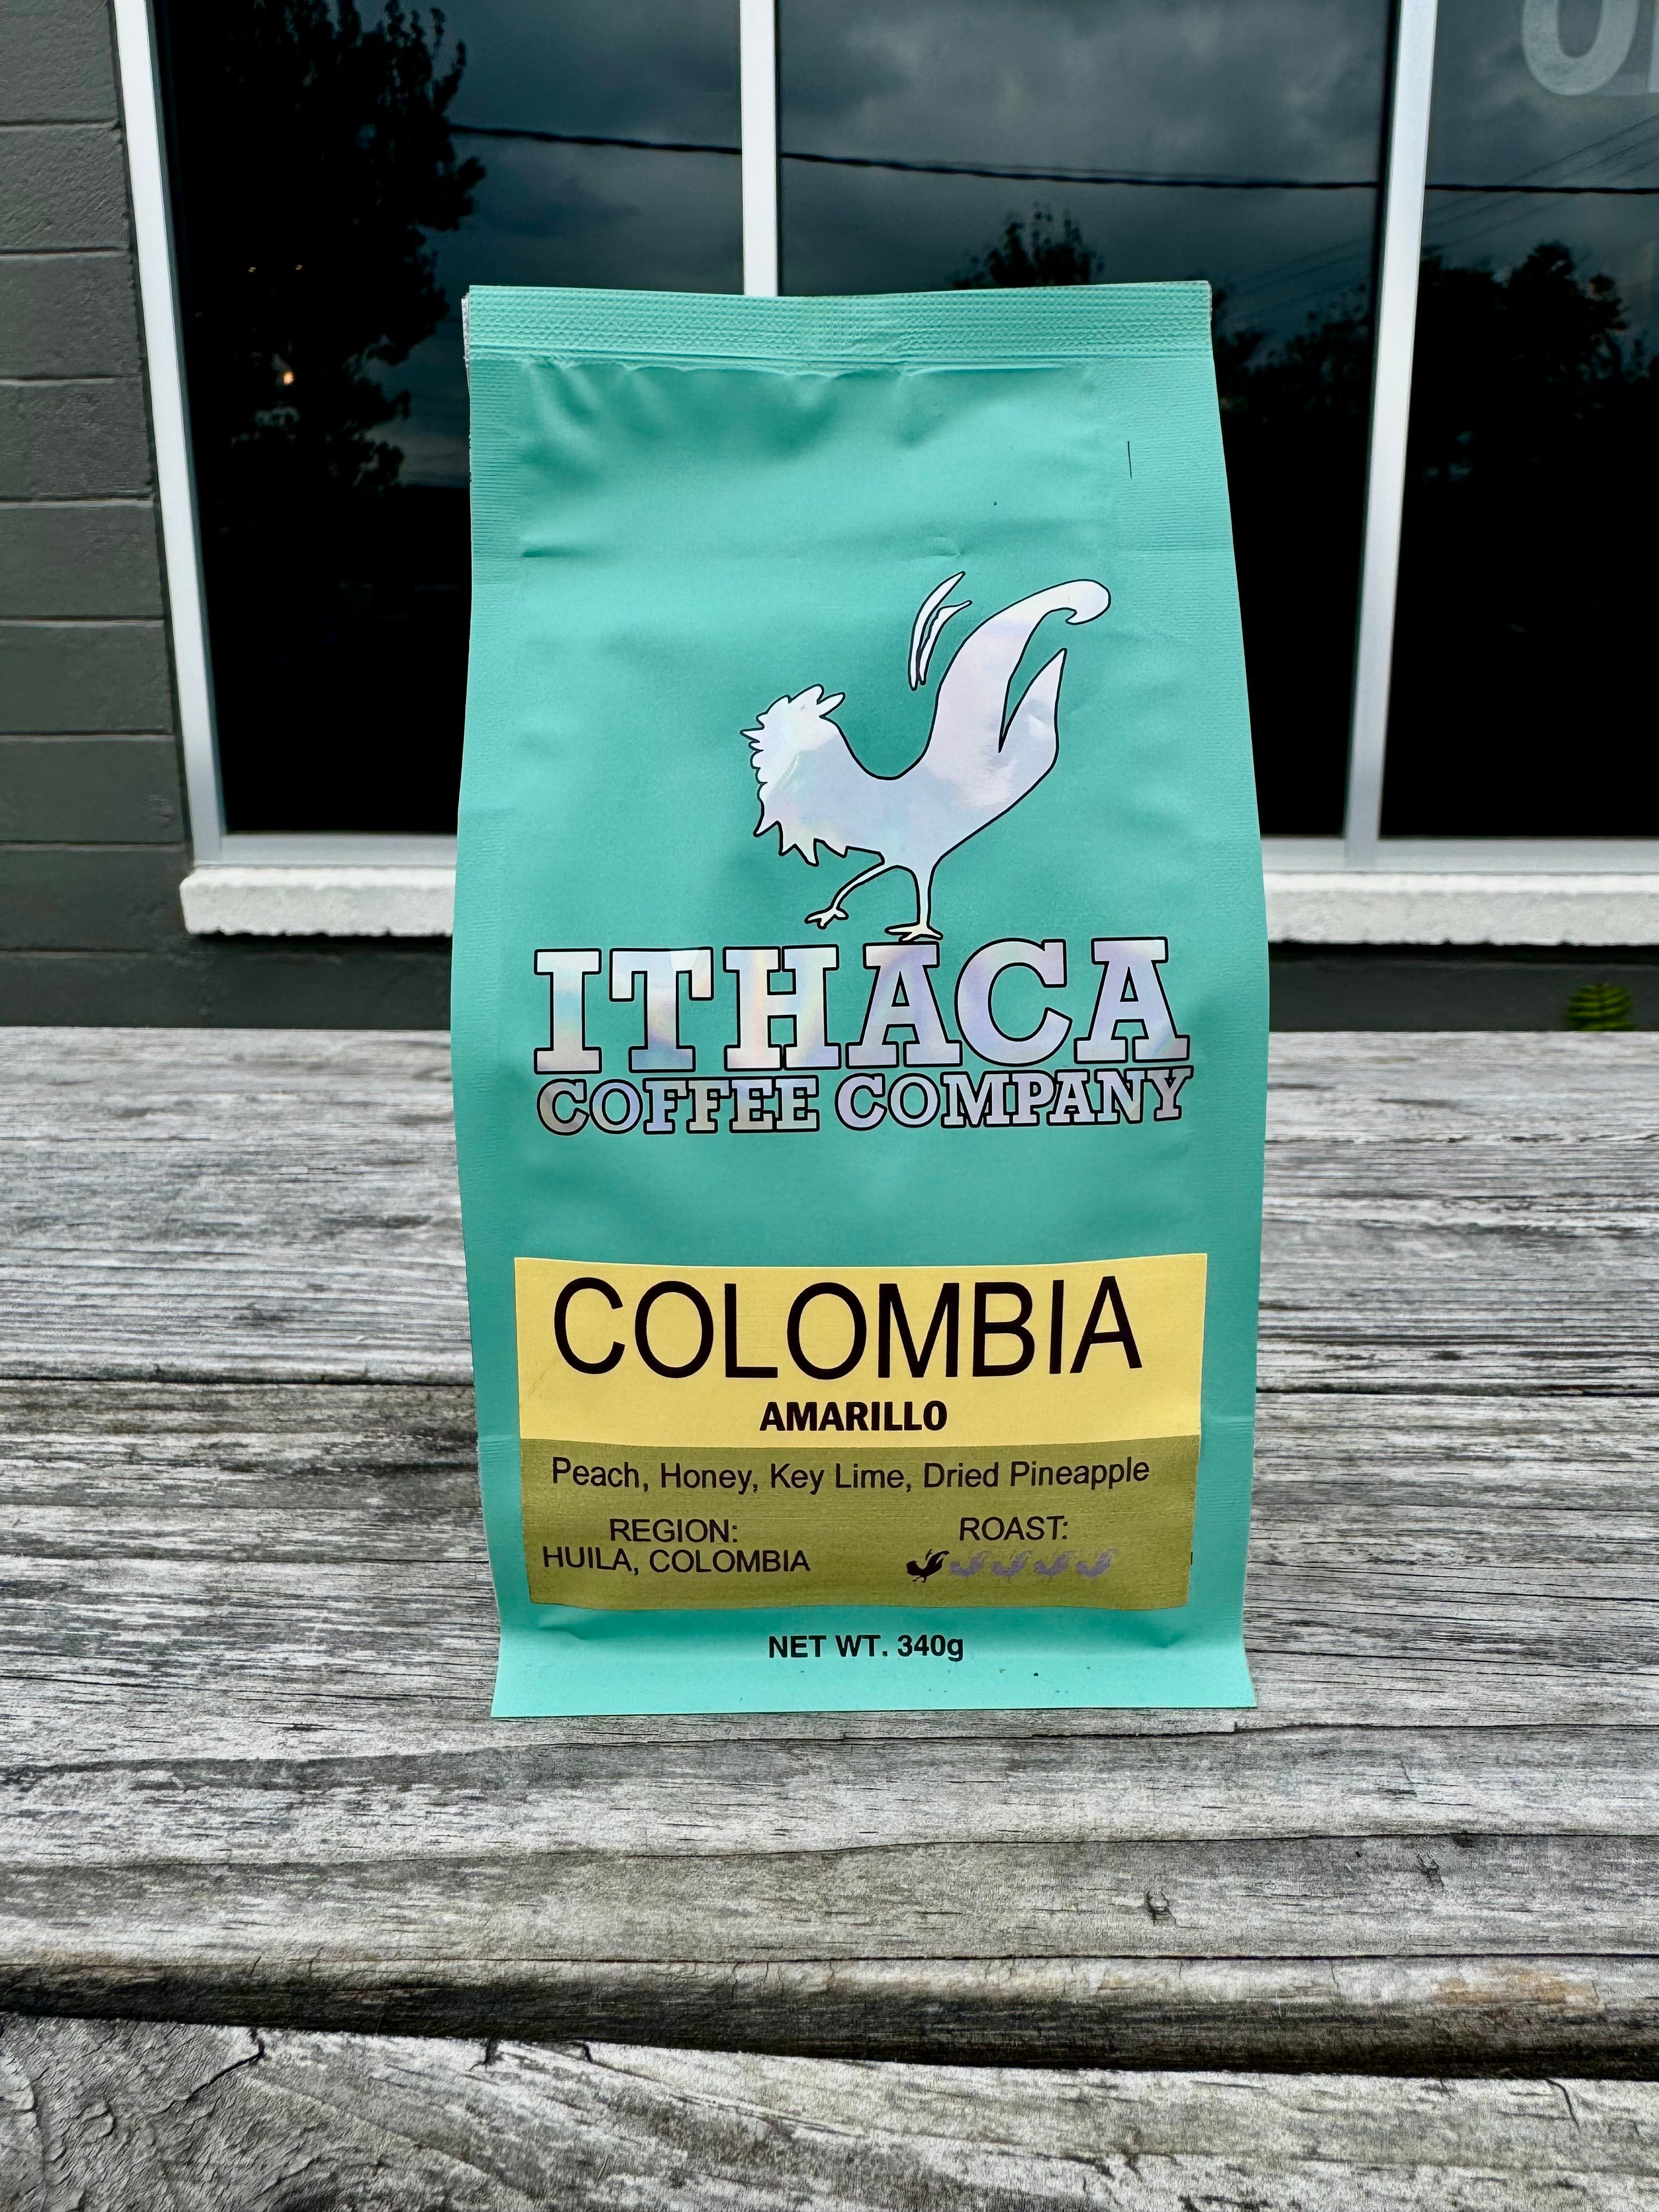 ITHACA
COFFEE COMPANY
COLOMBIA
AMARILLO
Peach, Honey, Key Lime, Dried Pineapple
REGION:
HUILA, COLOMBIA
ROAST:
NET WT. 340g